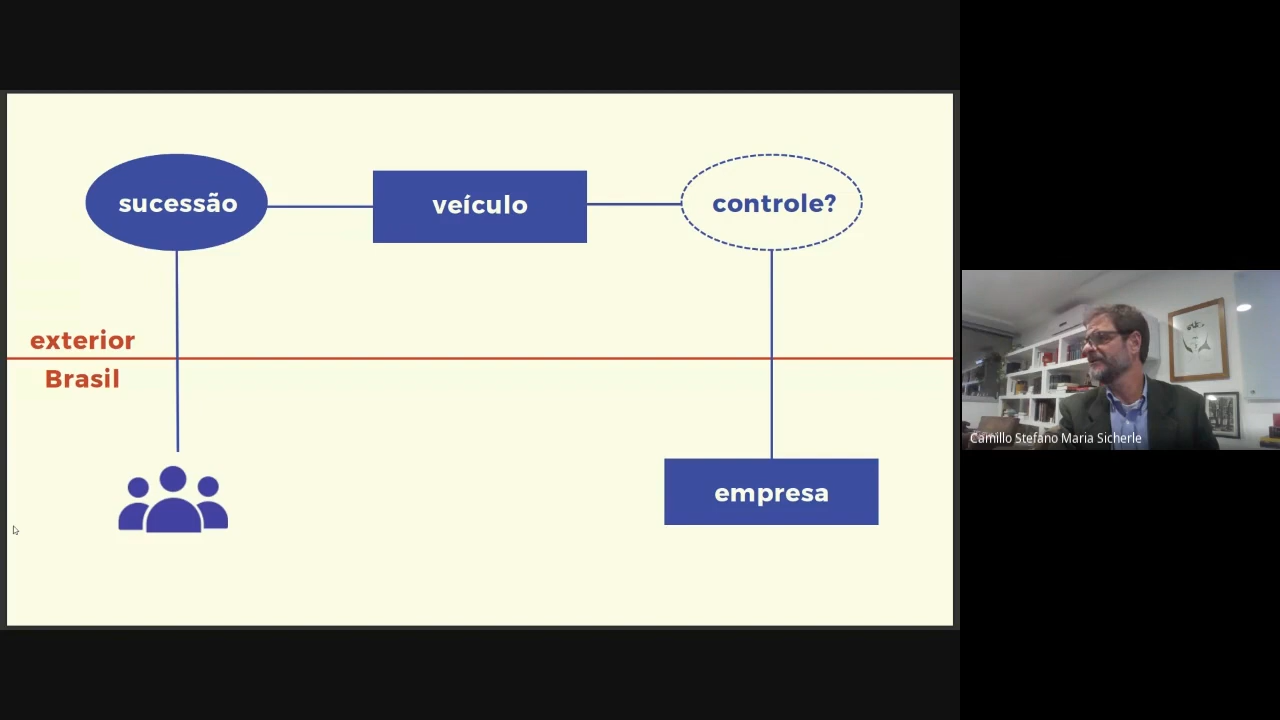 sucessão
veículo
controle?
exterior
Brasil
empresa
Camillo Stefano Maria Sicherle